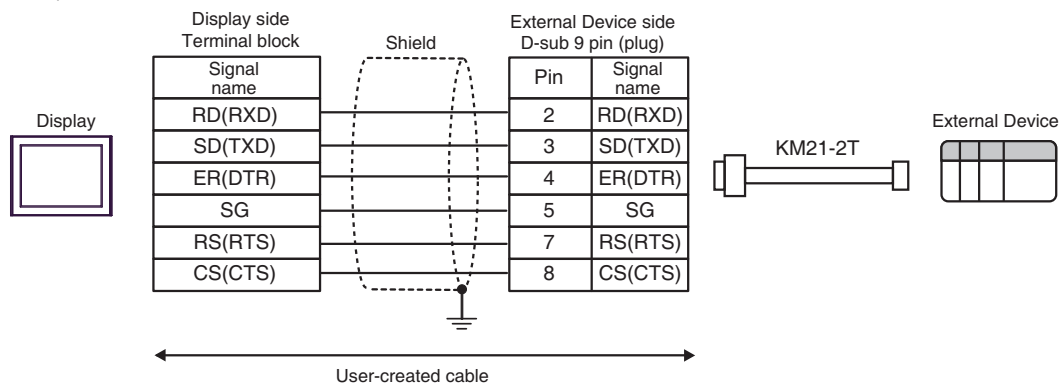 Display side
Terminal block
Shield
External Device side
D-sub 9 pin (plug)
Signal
name
Pin
Signal
name
RD(RXD)
2
RD(RXD)
SD(TXD)
3
SD(TXD)
ER(DTR)
4
ER(DTR)
SG
5
SG
RS(RTS)
7
RS(RTS)
CS(CTS)
8
CS(CTS)
Display
KM21-2T
External Device
User-created cable